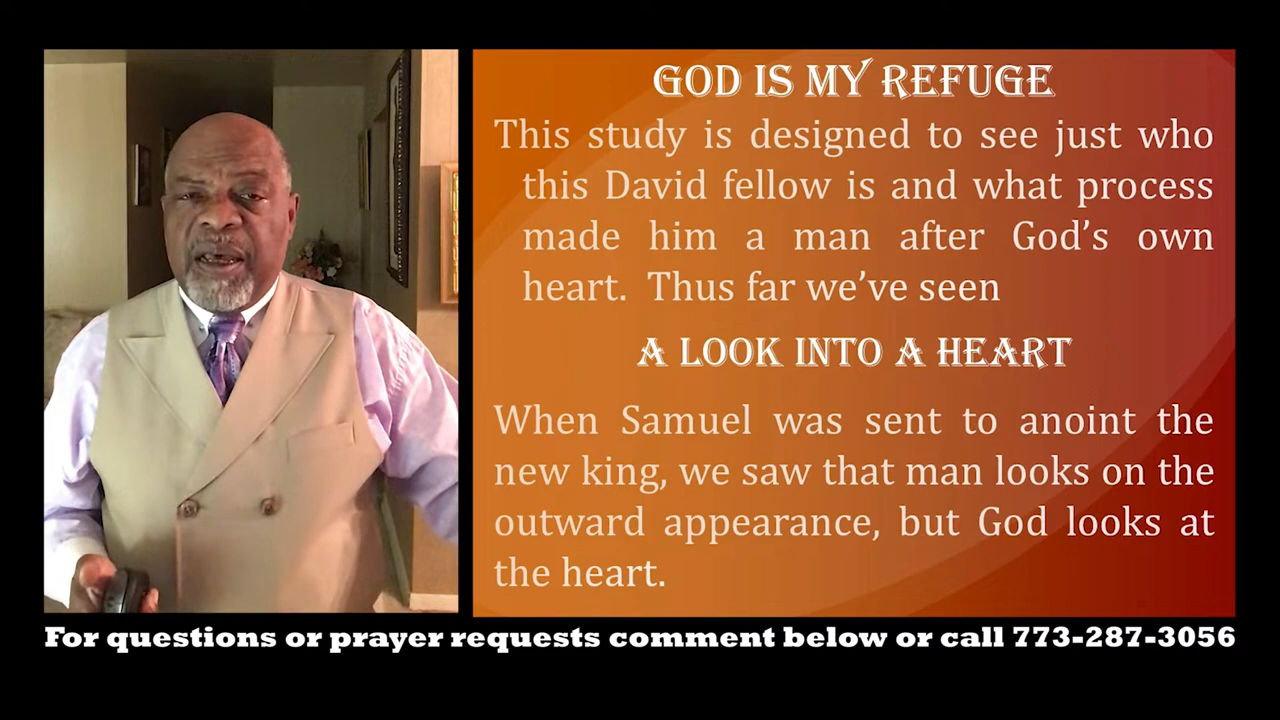 GOD IS MY REFUGE
This study is designed to see just who
this David fellow is and what process
made him a man after God’s own
heart. Thus far we’ve seen
A LOOK INTO A HEART
When Samuel was sent to anoint the
new king, we saw that man looks on the
outward appearance, but God looks at
the heart.
For questions or prayer requests comment below or call 773-287-3056